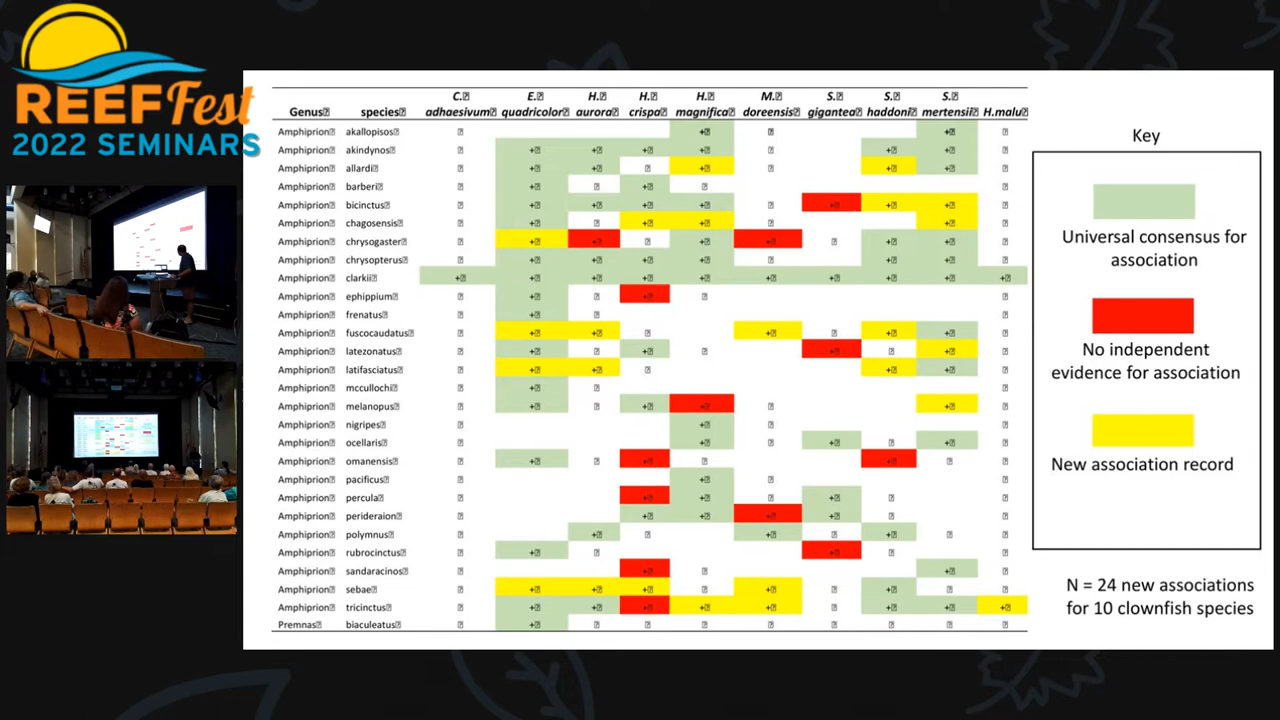 REEF Fest
2022 SEMINARS
C. E. H. H. H. M. S. S. S.
Genus species adhaesivum quadricolor aurora crispa magnifica doreensis gigantea haddoni mertensii H.malu
Amphiprion akallopisos + +
Amphiprion akindynos + + + + + +
Amphiprion allardi + + + + +
Amphiprion barberi + +
Amphiprion bicinctus + + + + + + +
Amphiprion chagosensis + + + +
Amphiprion chrysogaster + + + + + +
Amphiprion chrysopterus + + + + + + +
Amphiprion clarkii + + + + + + + + + +
Amphiprion ephippium + +
Amphiprion frenatus +
Amphiprion fuscocaudatus + + + + +
Amphiprion latezonatus + + + +
Amphiprion latifasciatus + + + +
Amphiprion mccullochi +
Amphiprion melanopus + + + +
Amphiprion nigripes +
Amphiprion ocellaris + + +
Amphiprion omanensis + + +
Amphiprion pacificus +
Amphiprion percula + + +
Amphiprion perideraion + + + +
Amphiprion polymnus + + +
Amphiprion rubrocinctus + +
Amphiprion sandaracinos + +
Amphiprion sebae + + + + +
Amphiprion tricinctus + + + + + + + +
Premnas biaculeatus +
Key
Universal consensus for
association
No independent
evidence for association
New association record
N = 24 new associations
for 10 clownfish species